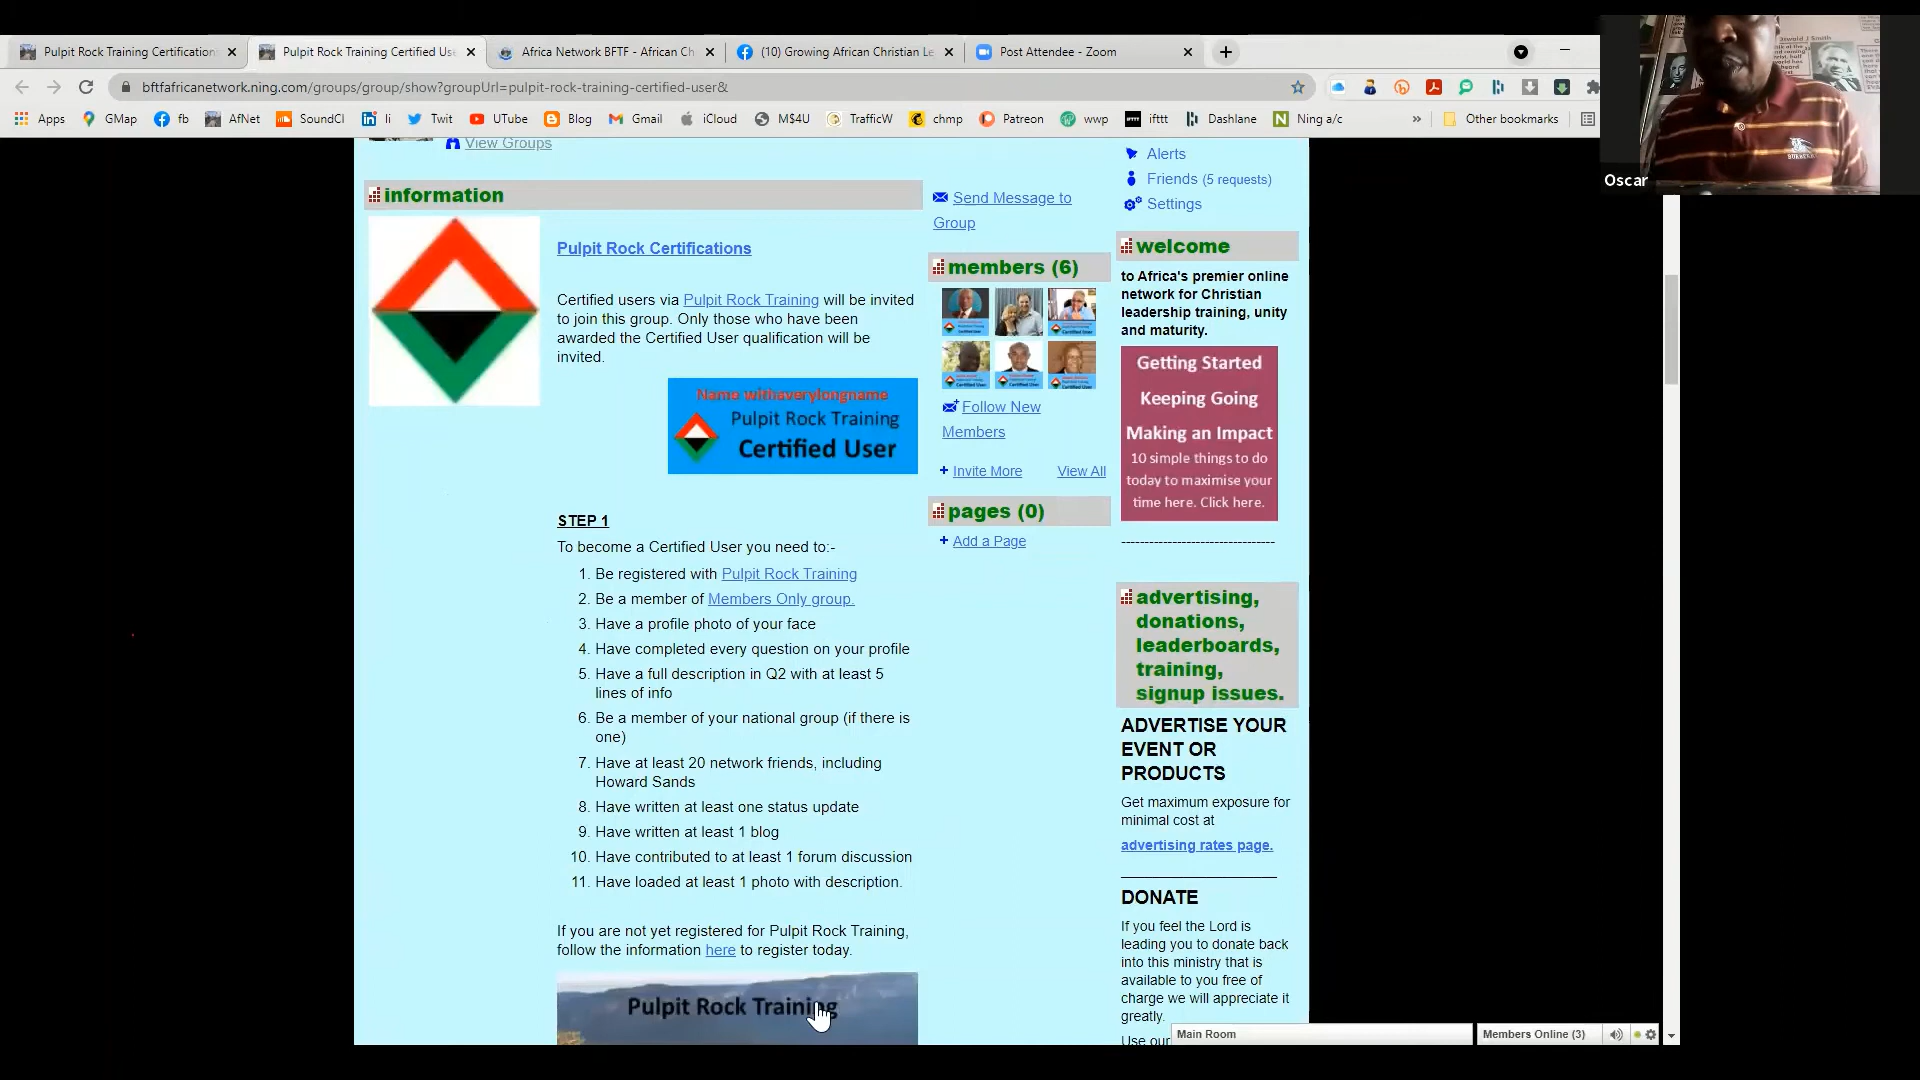 Pulpit Rock Training Certification
Pulpit Rock Training Certified Use
Africa Network BFTF - African Ch
(10) Growing African Christian Le
Post Attendee - Zoom
bftfafricanetwork.ning.com/groups/group/show?groupUrl=pulpit-rock-training-certified-user&
Apps
GMap
fb
AfNet
SoundCl
li
Twit
UTube
Blog
Gmail
iCloud
M$4U
TrafficW
chmp
Patreon
wwp
ifttt
Dashlane
Ning a/c
»
Other bookmarks
Oscar
View Groups
information
Pulpit Rock Certifications
Certified users via Pulpit Rock Training will be invited
to join this group. Only those who have been
awarded the Certified User qualification will be
invited.
Name withaverylongname
Pulpit Rock Training
Certified User
STEP 1
To become a Certified User you need to:-
1. Be registered with Pulpit Rock Training
2. Be a member of Members Only group.
3. Have a profile photo of your face
4. Have completed every question on your profile
5. Have a full description in Q2 with at least 5
lines of info
6. Be a member of your national group (if there is
one)
7. Have at least 20 network friends, including
Howard Sands
8. Have written at least one status update
9. Have written at least 1 blog
10. Have contributed to at least 1 forum discussion
11. Have loaded at least 1 photo with description.
If you are not yet registered for Pulpit Rock Training,
follow the information here to register today.
Pulpit Rock Training
Send Message to
Group
members (6)
Follow New
Members
+ Invite More
View All
pages (0)
+ Add a Page
Alerts
Friends (5 requests)
Settings
welcome
to Africa's premier online
network for Christian
leadership training, unity
and maturity.
Getting Started
Keeping Going
Making an Impact
10 simple things to do
today to maximise your
time here. Click here.
--------------------------------
advertising,
donations,
leaderboards,
training,
signup issues.
ADVERTISE YOUR
EVENT OR
PRODUCTS
Get maximum exposure for
minimal cost at
advertising rates page.
DONATE
If you feel the Lord is
leading you to donate back
into this ministry that is
available to you free of
charge we will appreciate it
greatly.
Use our
Main Room
Members Online (3)